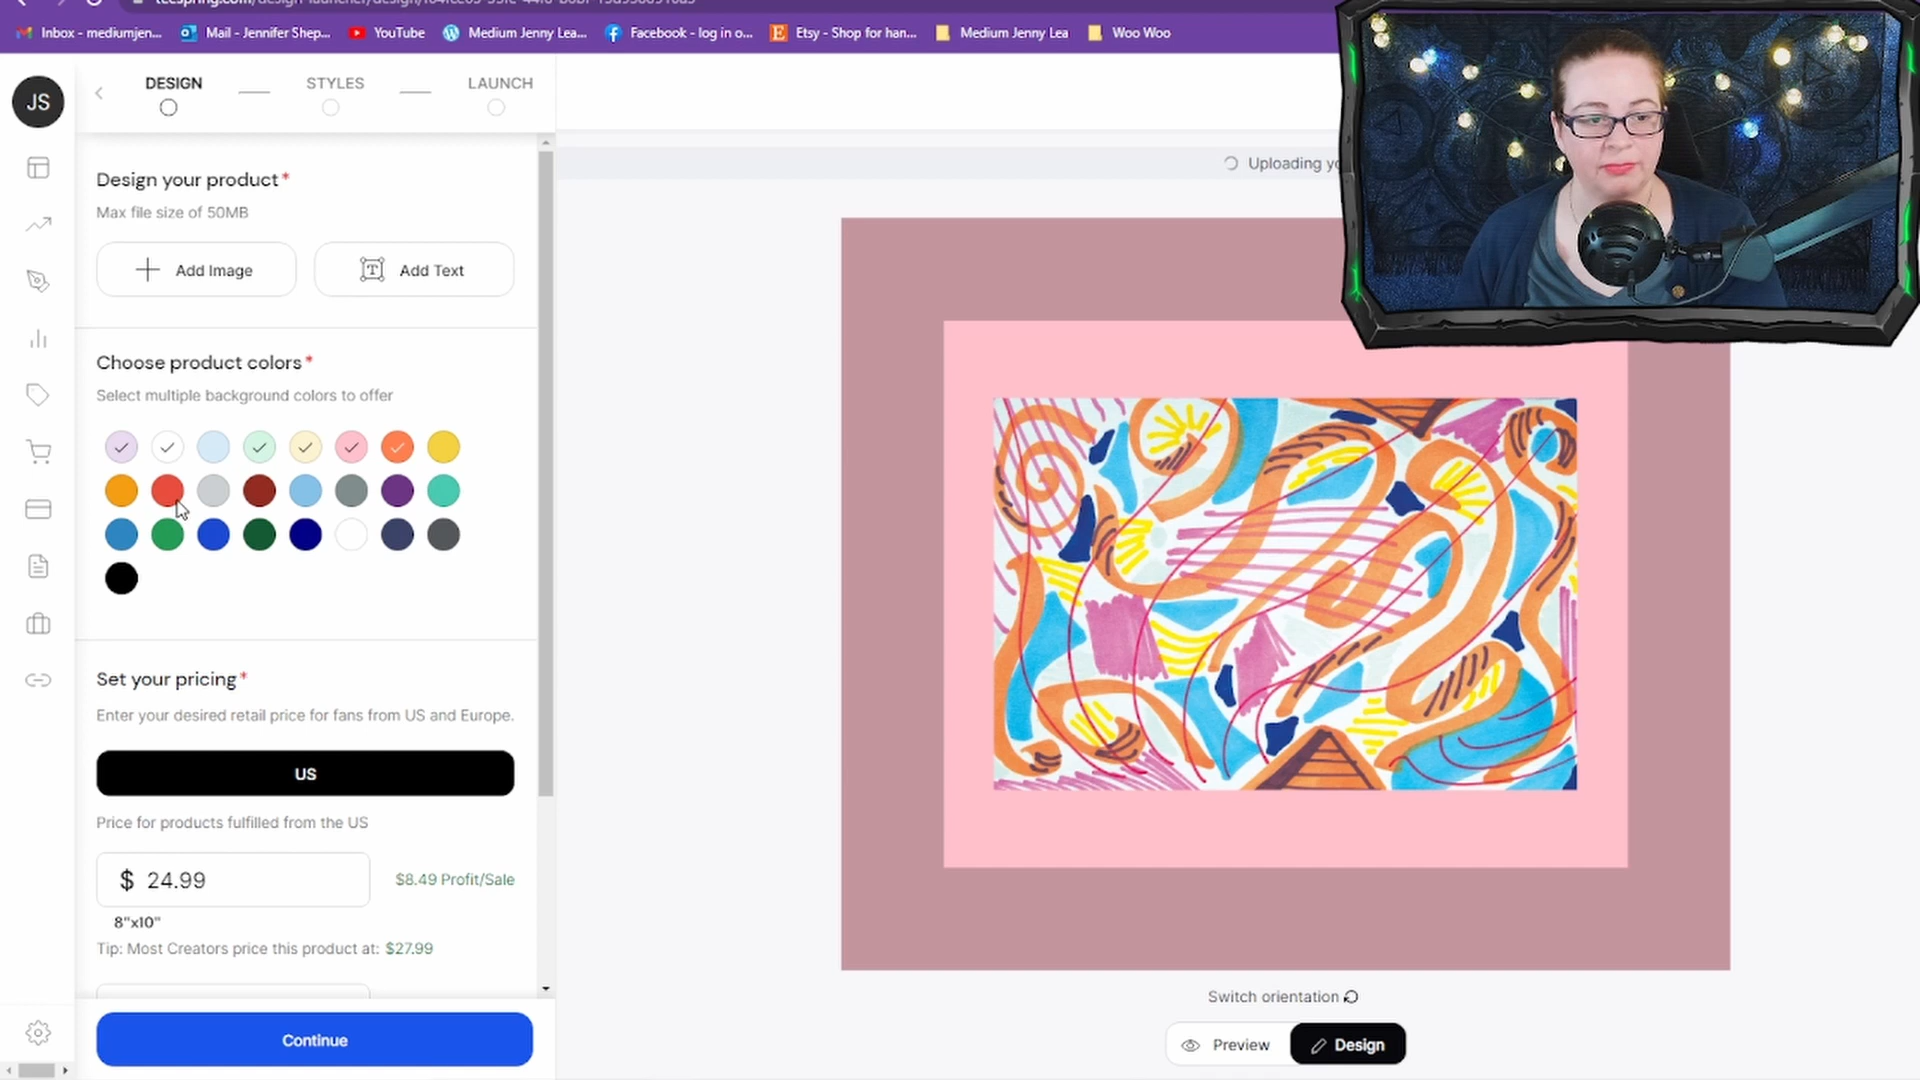 Inbox - mediumjen...
Mail - Jennifer Shep...
YouTube
Medium Jenny Lea...
Facebook - log in o...
Etsy - Shop for han...
Medium Jenny Lea
Woo Woo
JS
DESIGN
STYLES
LAUNCH
Uploading yo
Design your product*
Max file size of 50MB
Add Image
Add Text
Choose product colors*
Select multiple background colors to offer
Set your pricing*
Enter your desired retail price for fans from US and Europe.
US
Price for products fulfilled from the US
$ 24.99
$8.49 Profit/Sale
8"x10"
Tip: Most Creators price this product at: $27.99
Continue
Switch orientation
Preview
Design